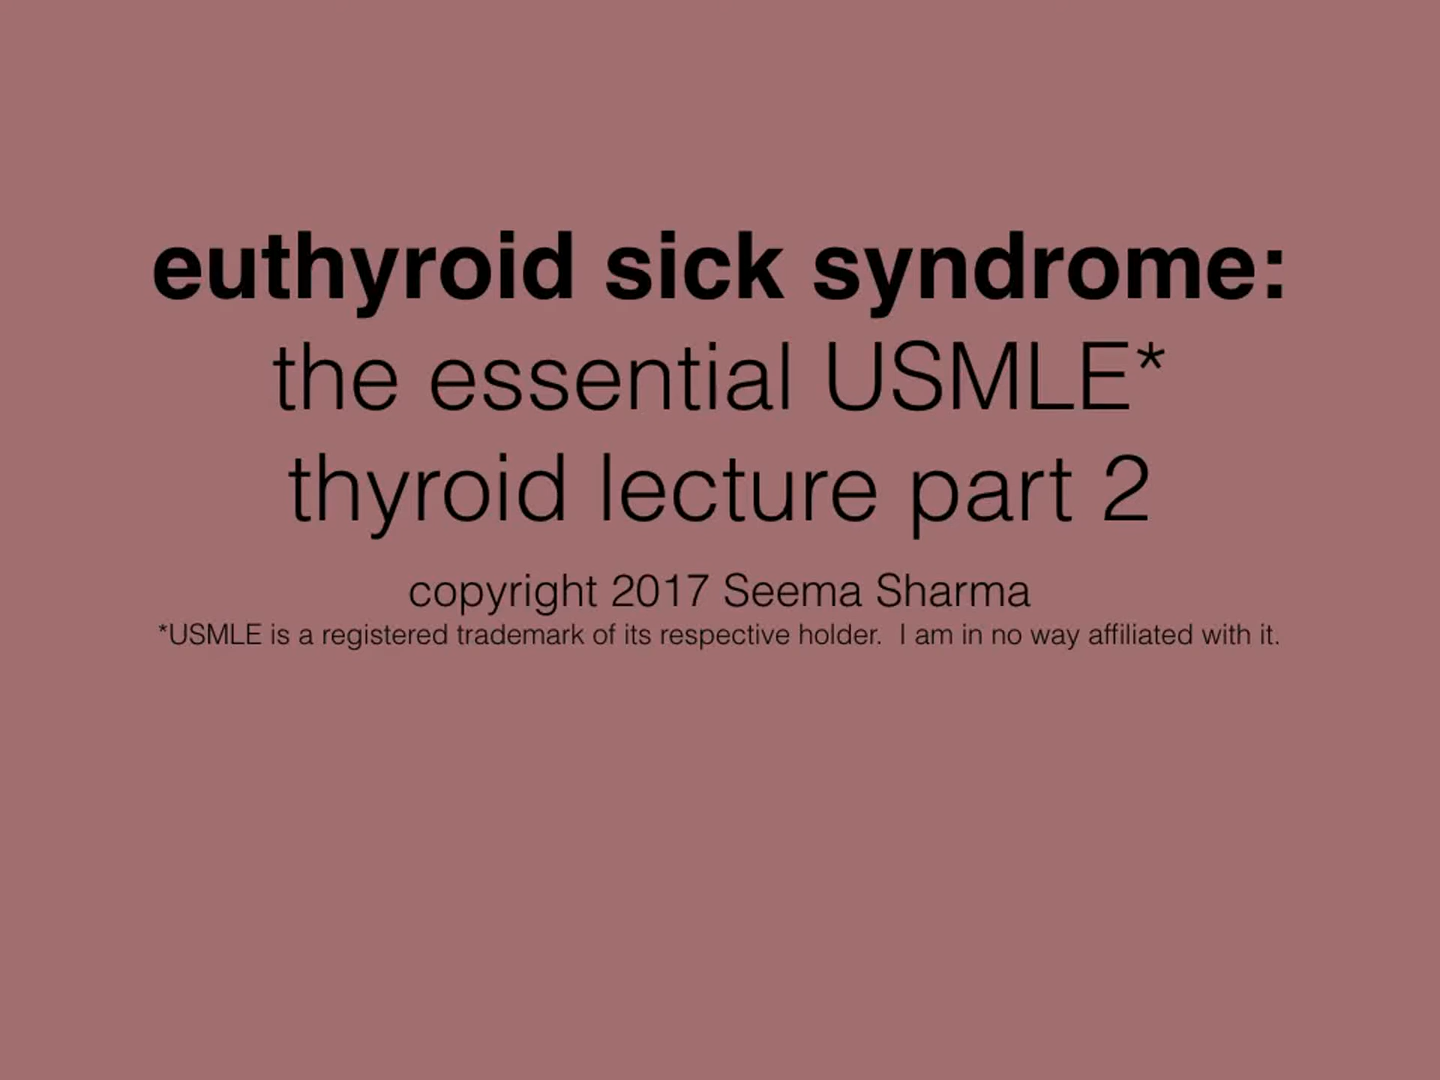 euthyroid sick syndrome:
the essential USMLE*
thyroid lecture part 2
copyright 2017 Seema Sharma
*USMLE is a registered trademark of its respective holder.  I am in no way affiliated with it.